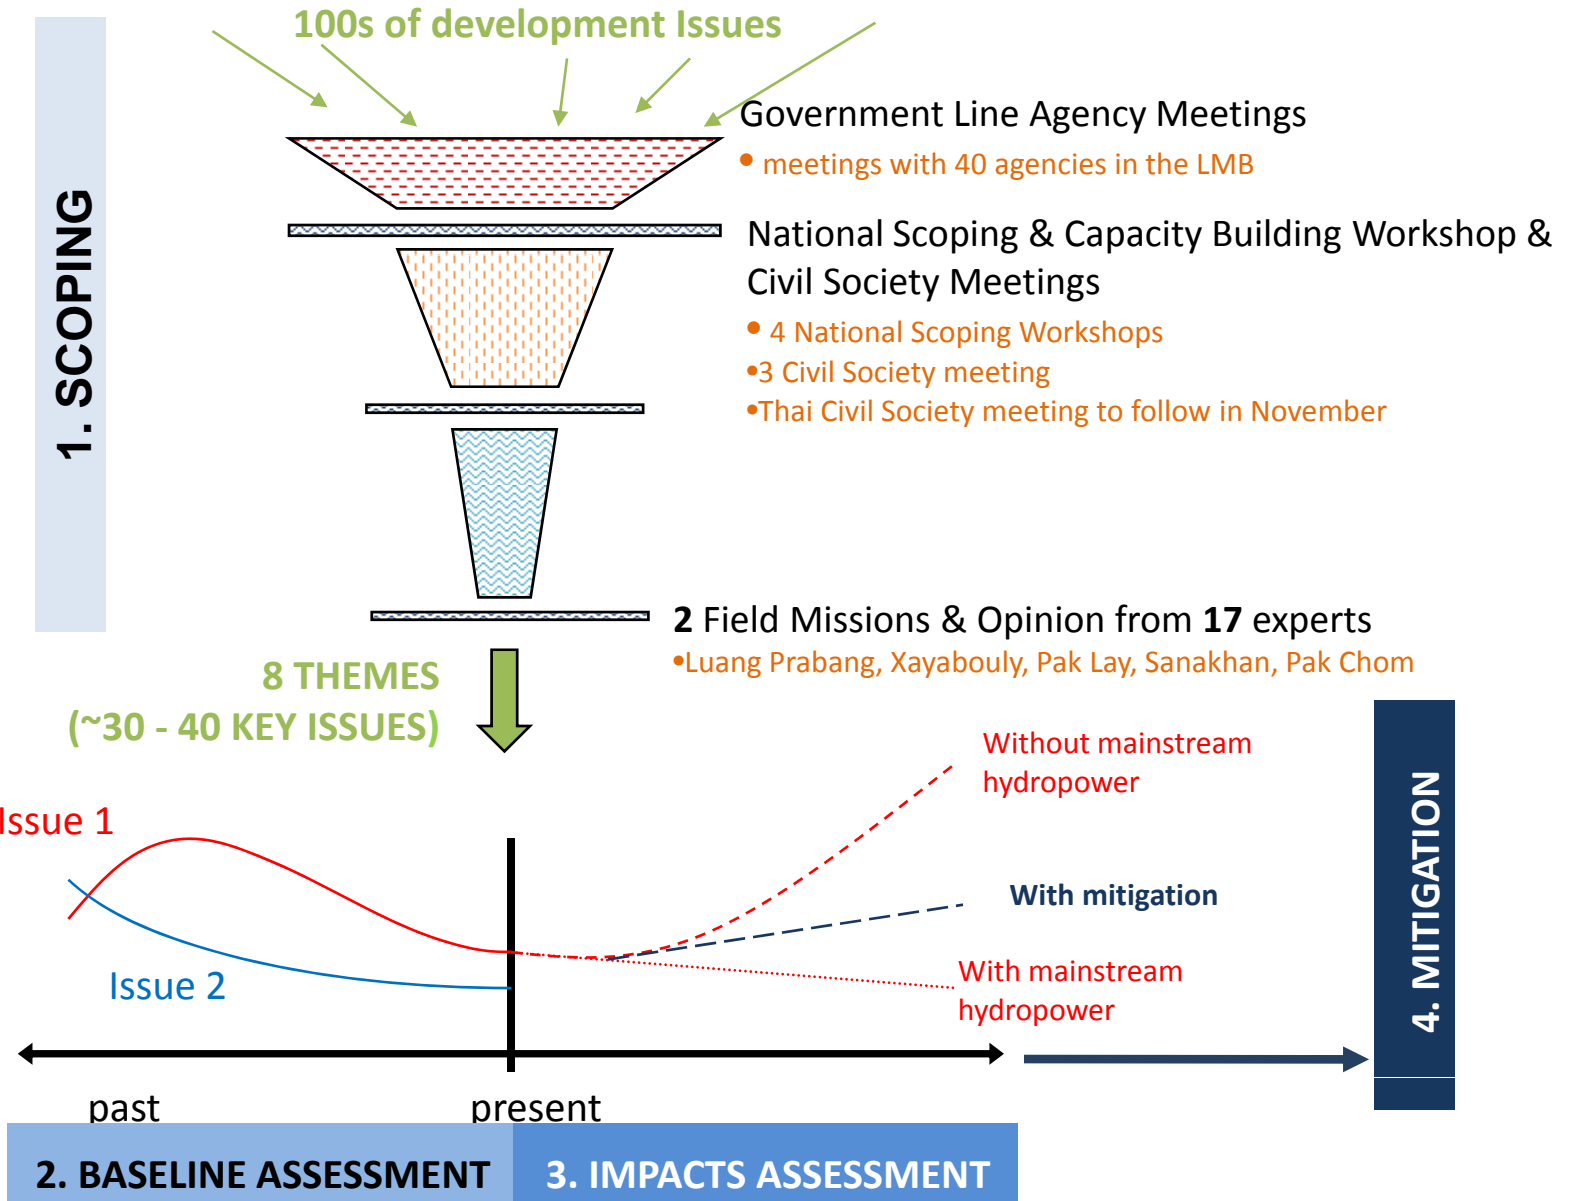 100s of development Issues
1. SCOPING
Government Line Agency Meetings
• meetings with 40 agencies in the LMB
National Scoping & Capacity Building Workshop &
Civil Society Meetings
• 4 National Scoping Workshops
•3 Civil Society meeting
•Thai Civil Society meeting to follow in November
2 Field Missions & Opinion from 17 experts
•Luang Prabang, Xayabouly, Pak Lay, Sanakhan, Pak Chom
8 THEMES
(~30 - 40 KEY ISSUES)
Without mainstream
hydropower
Issue 1
With mitigation
Issue 2
With mainstream
hydropower
4. MITIGATION
past
present
2. BASELINE ASSESSMENT
3. IMPACTS ASSESSMENT